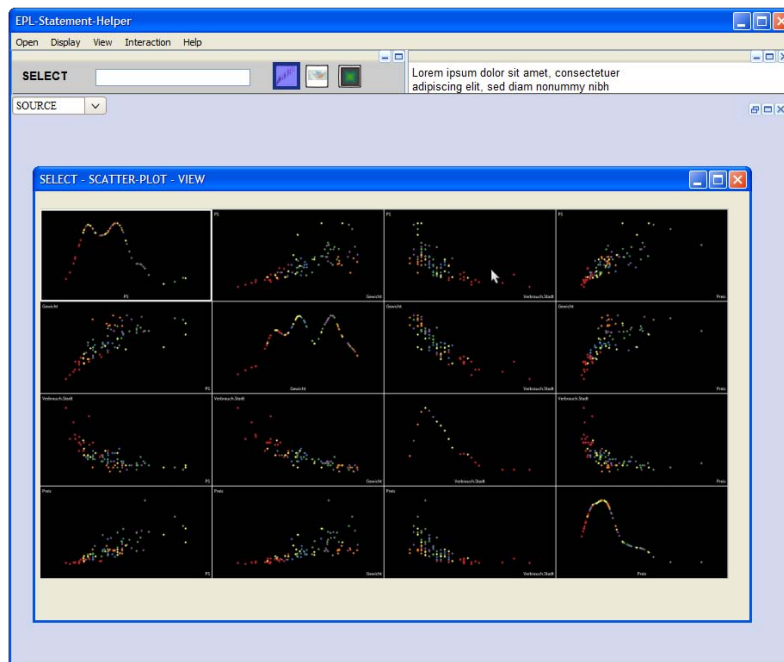 EPL-Statement-Helper
Open Display View Interaction Help
SELECT
Lorem ipsum dolor sit amet, consectetuer
adipiscing elit, sed diam nonummy nibh
SOURCE
SELECT - SCATTER-PLOT - VIEW
PS
PS
Gewicht
PS
Verbrauch.Stadt
PS
Preis
Gewicht
PS
Gewicht
Gewicht
Verbrauch.Stadt
Gewicht
Preis
Verbrauch.Stadt
PS
Verbrauch.Stadt
Gewicht
Verbrauch.Stadt
Verbrauch.Stadt
Preis
Preis
PS
Preis
Gewicht
Preis
Verbrauch.Stadt
Preis